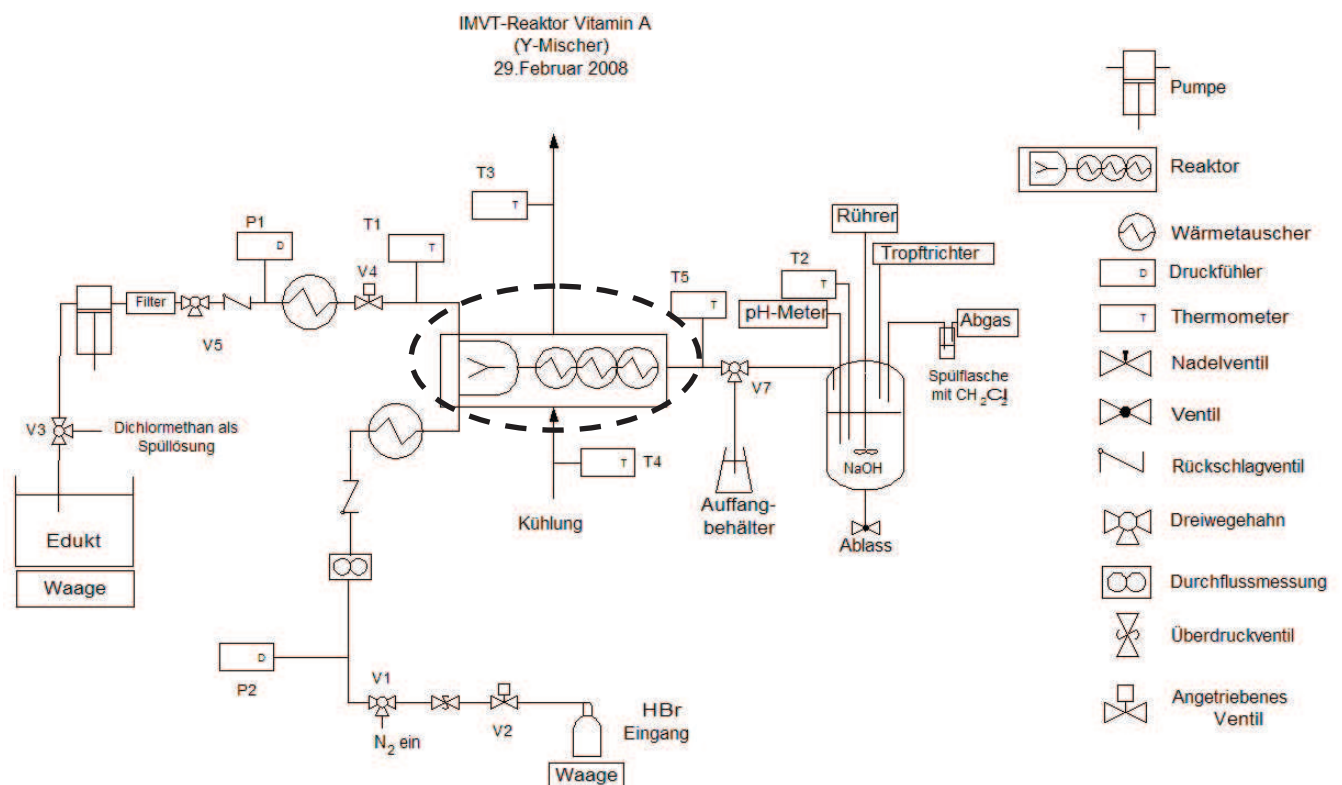 IMVT-Reaktor Vitamin A
(Y-Mischer)
29.Februar 2008
T3
T
P1
D
T1
T
V4
Filter
V5
V3
Dichlormethan als
Spüllösung
Edukt
Waage
T
T4
Kühlung
T5
T
V7
Auffang-
behälter
Rührer
Tropftrichter
T2
T
pH-Meter
Abgas
Spülflasche
mit CH₂Cl₂
NaOH
Ablass
D
P2
V1
N₂ ein
V2
HBr
Eingang
Waage
Pumpe
Reaktor
Wärmetauscher
D
Druckfühler
T
Thermometer
Nadelventil
Ventil
Rückschlagventil
Dreiwegehahn
Durchflussmessung
Überdruckventil
Angetriebenes
Ventil